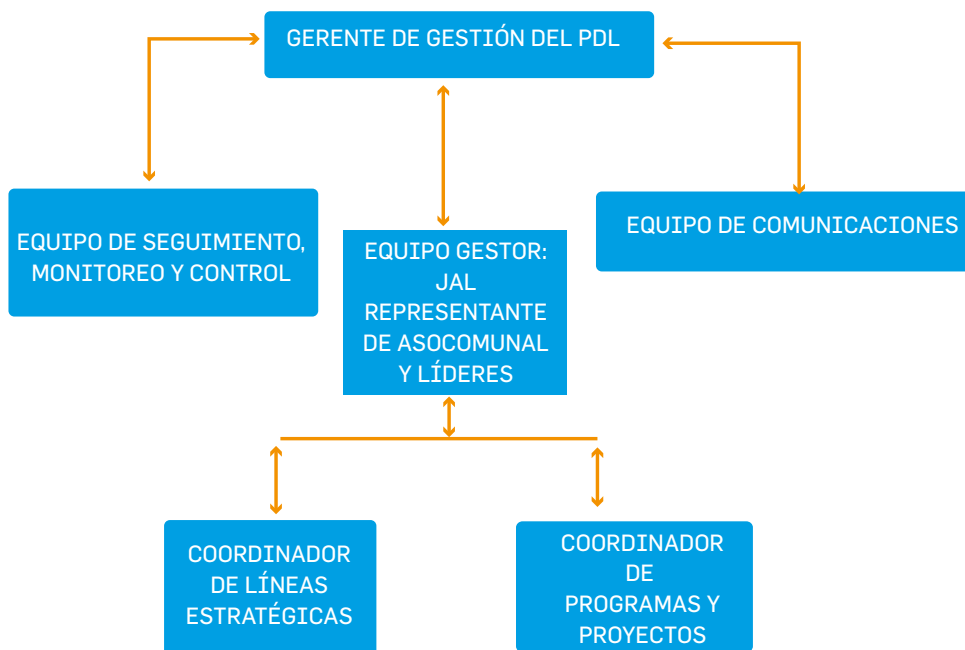 GERENTE DE GESTIÓN DEL PDL
EQUIPO DE SEGUIMIENTO,
MONITOREO Y CONTROL
EQUIPO GESTOR:
JAL
REPRESENTANTE
DE ASOCOMUNAL
Y LÍDERES
EQUIPO DE COMUNICACIONES
COORDINADOR
DE LÍNEAS
ESTRATÉGICAS
COORDINADOR
DE
PROGRAMAS Y
PROYECTOS